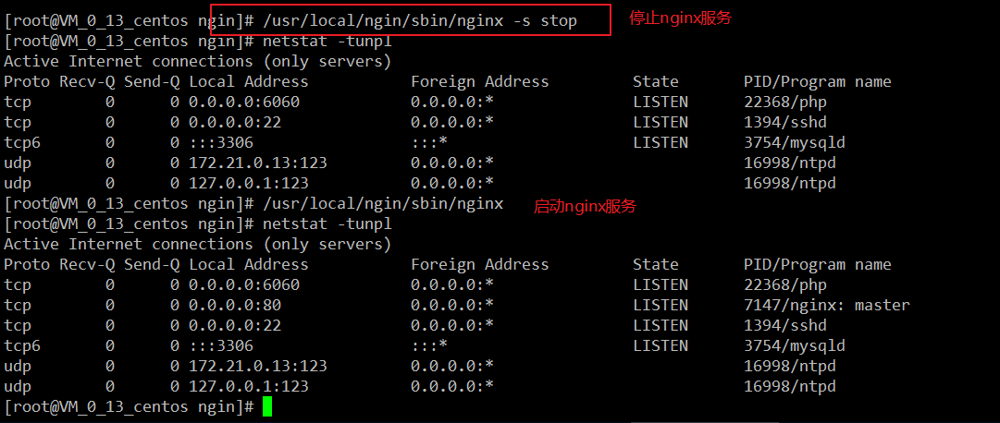 [root@VM_0_13_centos ngin]# /usr/local/ngin/sbin/nginx -s stop 停止nginx服务
[root@VM_0_13_centos ngin]# netstat -tunpl
Active Internet connections (only servers)
Proto Recv-Q Send-Q Local Address           Foreign Address         State       PID/Program name
tcp        0      0 0.0.0.0:6060            0.0.0.0:*               LISTEN      22368/php
tcp        0      0 0.0.0.0:22              0.0.0.0:*               LISTEN      1394/sshd
tcp6       0      0 :::3306                 :::*                    LISTEN      3754/mysqld
udp        0      0 172.21.0.13:123         0.0.0.0:*                           16998/ntpd
udp        0      0 127.0.0.1:123           0.0.0.0:*                           16998/ntpd
[root@VM_0_13_centos ngin]# /usr/local/ngin/sbin/nginx 启动nginx服务
[root@VM_0_13_centos ngin]# netstat -tunpl
Active Internet connections (only servers)
Proto Recv-Q Send-Q Local Address           Foreign Address         State       PID/Program name
tcp        0      0 0.0.0.0:6060            0.0.0.0:*               LISTEN      22368/php
tcp        0      0 0.0.0.0:80              0.0.0.0:*               LISTEN      7147/nginx: master
tcp        0      0 0.0.0.0:22              0.0.0.0:*               LISTEN      1394/sshd
tcp6       0      0 :::3306                 :::*                    LISTEN      3754/mysqld
udp        0      0 172.21.0.13:123         0.0.0.0:*                           16998/ntpd
udp        0      0 127.0.0.1:123           0.0.0.0:*                           16998/ntpd
[root@VM_0_13_centos ngin]#